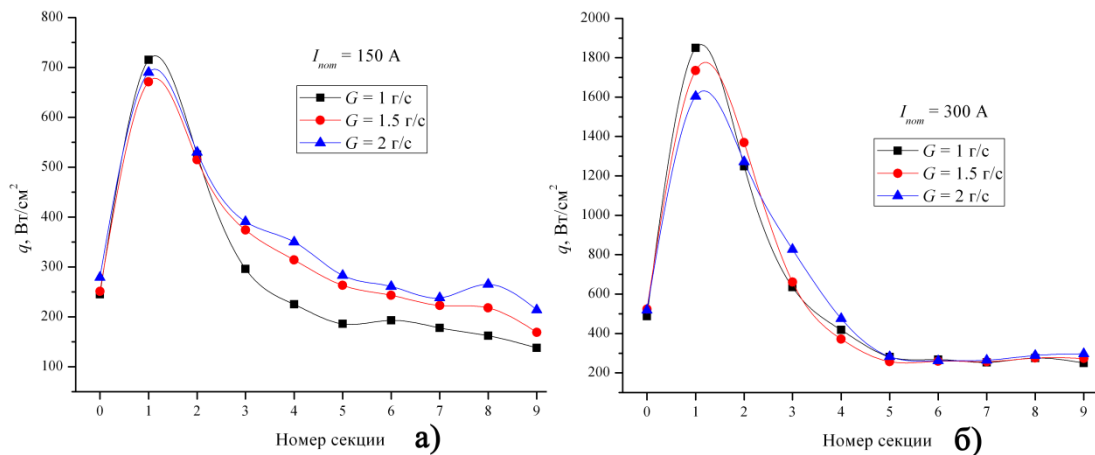 800
700
600
500
400
300
200
100
q, Вт/см²
I_nom = 150 A
G = 1 г/с
G = 1.5 г/с
G = 2 г/с
0 1 2 3 4 5 6 7 8 9
Номер секции
а)
2000
1800
1600
1400
1200
1000
800
600
400
200
q, Вт/см²
I_nom = 300 A
G = 1 г/с
G = 1.5 г/с
G = 2 г/с
0 1 2 3 4 5 6 7 8 9
Номер секции
б)